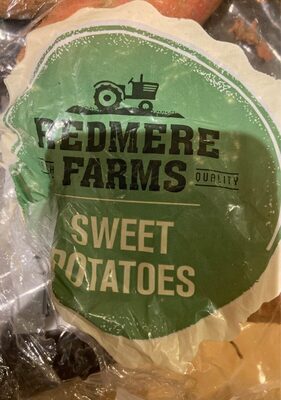 REDMERE
FARMS
QUALITY
SWEET
POTATOES